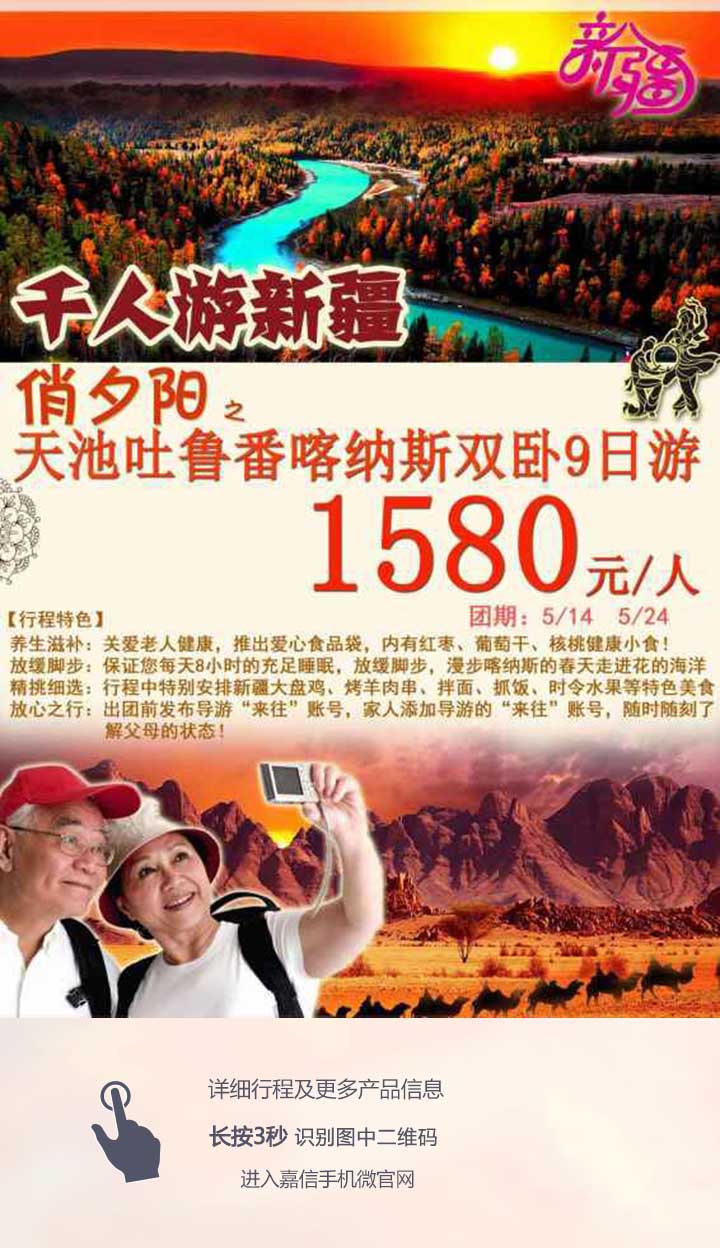 新疆
千人游新疆
俏夕阳之
天池吐鲁番喀纳斯双卧9日游
1580元/人
【行程特色】
团期：5/14 5/24
养生滋补：关爱老人健康，推出爱心食品袋，内有红枣、葡萄干、核桃健康小食！
放缓脚步：保证您每天8小时的充足睡眠，放缓脚步，漫步喀纳斯的春天走进花的海洋
精挑细选：行程中特别安排新疆大盘鸡、烤羊肉串、拌面、抓饭、时令水果等特色美食
放心之行：出团前发布导游“来往”账号，家人添加导游的“来往”账号，随时随刻了
解父母的状态！
详细行程及更多产品信息
长按3秒 识别图中二维码
进入嘉信手机微官网